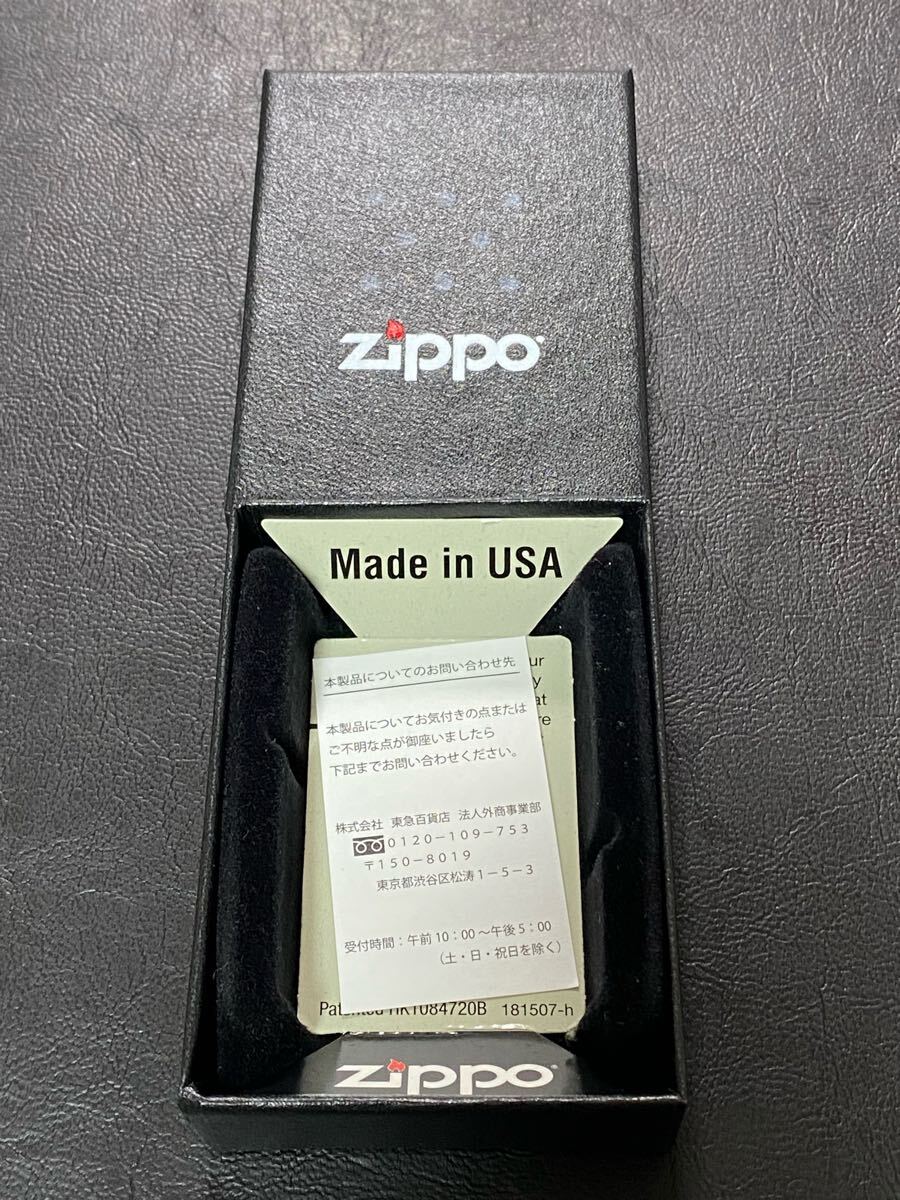 zippo
Made in USA
本製品についてのお問い合わせ先
本製品についてお気付きの点または
ご不明な点が御座いましたら
下記までお問い合わせください。
株式会社 東急百貨店 法人外商事業部
0120-109-753
〒150-8019
東京都渋谷区松涛1-5-3
受付時間：午前10：00～午後5：00
(土・日・祝日を除く)
HK1084720B 181507-h
zippo